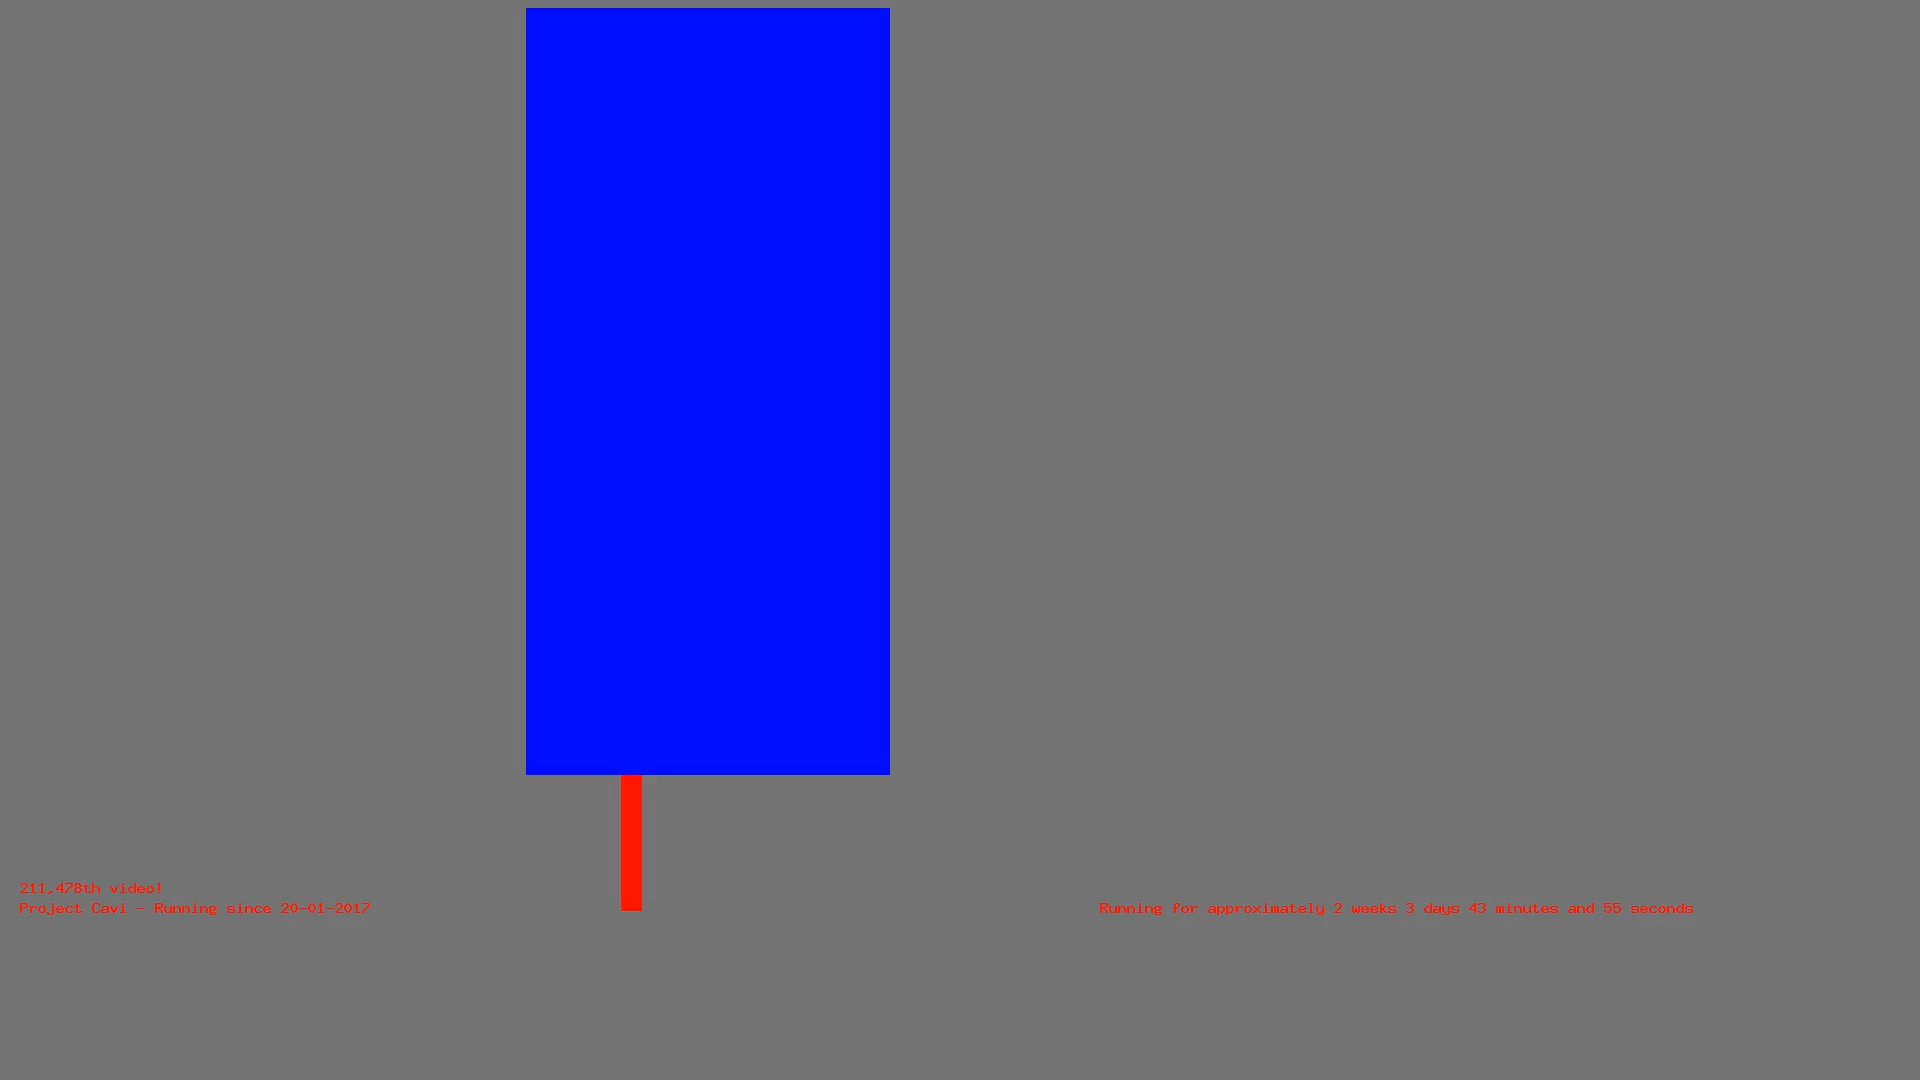 211,478th video!
Project Cavi - Running since 20-01-2017
Running for approximately 2 weeks 3 days 43 minutes and 55 seconds